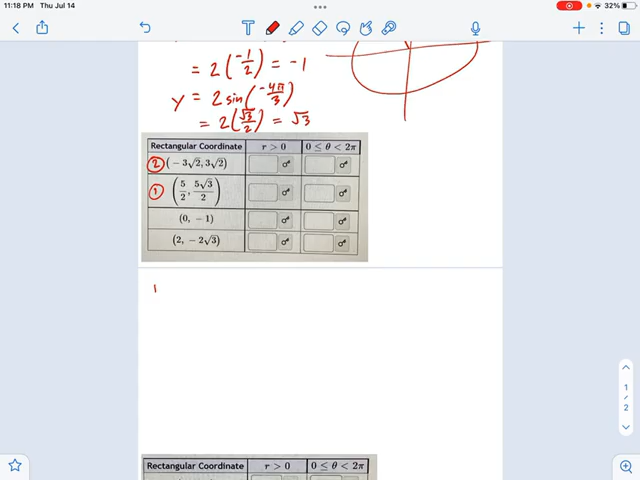 11:18 PM Thu Jul 14
32%
= 2(-1/2) = -1
y = 2 sin(-4π/3)
= 2(√3/2) = √3
Rectangular Coordinate r > 0 0 ≤ θ < 2π
② (−3√2, 3√2)
① (5/2, 5√3/2)
(0, −1)
(2, −2√3)
1
/
2
Rectangular Coordinate r > 0 0 ≤ θ < 2π